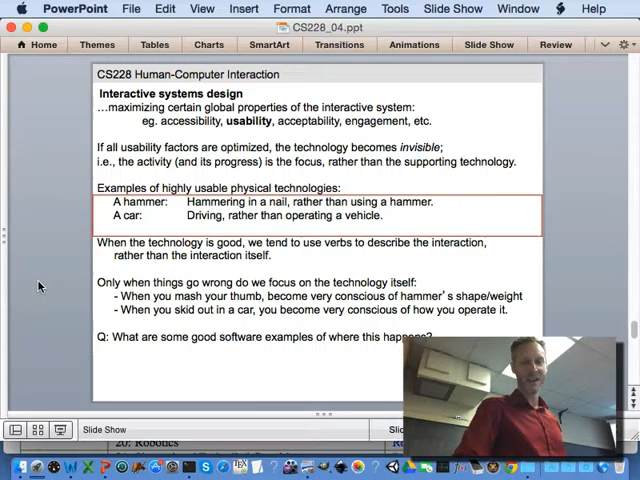 PowerPoint File Edit View Insert Format Arrange Tools Slide Show Window Help
CS228_04.ppt
Home Themes Tables Charts SmartArt Transitions Animations Slide Show Review
CS228 Human-Computer Interaction
Interactive systems design
…maximizing certain global properties of the interactive system:
eg. accessibility, usability, acceptability, engagement, etc.
If all usability factors are optimized, the technology becomes invisible;
i.e., the activity (and its progress) is the focus, rather than the supporting technology.
Examples of highly usable physical technologies:
A hammer: Hammering in a nail, rather than using a hammer.
A car: Driving, rather than operating a vehicle.
When the technology is good, we tend to use verbs to describe the interaction,
rather than the interaction itself.
Only when things go wrong do we focus on the technology itself:
- When you mash your thumb, become very conscious of hammer's shape/weight
- When you skid out in a car, you become very conscious of how you operate it.
Q: What are some good software examples of where this happens?
Slide Show
20: Robotics